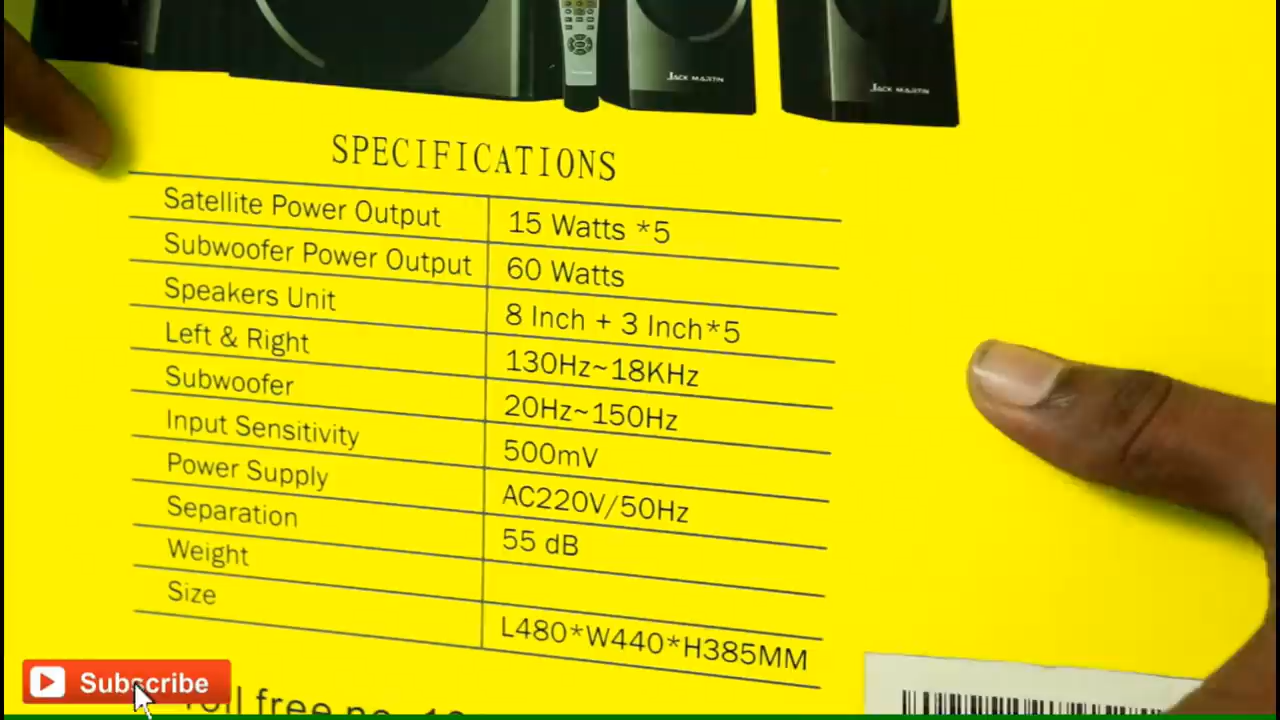 JACK MARTIN
JACK MARTIN
SPECIFICATIONS
Satellite Power Output 15 Watts *5
Subwoofer Power Output 60 Watts
Speakers Unit 8 Inch + 3 Inch*5
Left & Right 130Hz~18KHz
Subwoofer 20Hz~150Hz
Input Sensitivity 500mV
Power Supply AC220V/50Hz
Separation 55 dB
Weight
Size L480*W440*H385MM
Subscribe
free no.